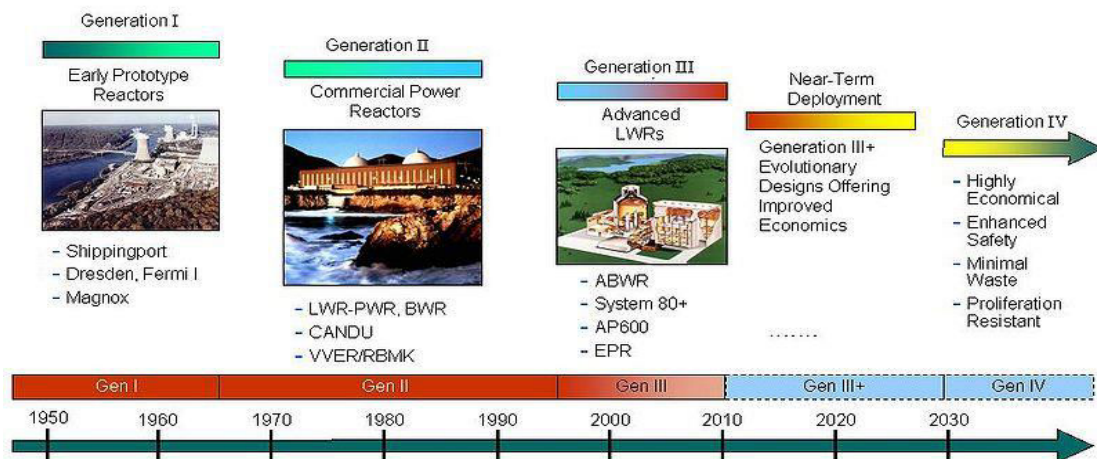 Generation I
Early Prototype
Reactors
- Shippingport
- Dresden, Fermi I
- Magnox
Generation II
Commercial Power
Reactors
- LWR-PWR, BWR
- CANDU
- VVER/RBMK
Generation III
Advanced
LWRs
- ABWR
- System 80+
- AP600
- EPR
Near-Term
Deployment
Generation III+
Evolutionary
Designs Offering
Improved
Economics
........
Generation IV
- Highly
Economical
- Enhanced
Safety
- Minimal
Waste
- Proliferation
Resistant
Gen I
Gen II
Gen III
Gen III+
Gen IV
1950
1960
1970
1980
1990
2000
2010
2020
2030